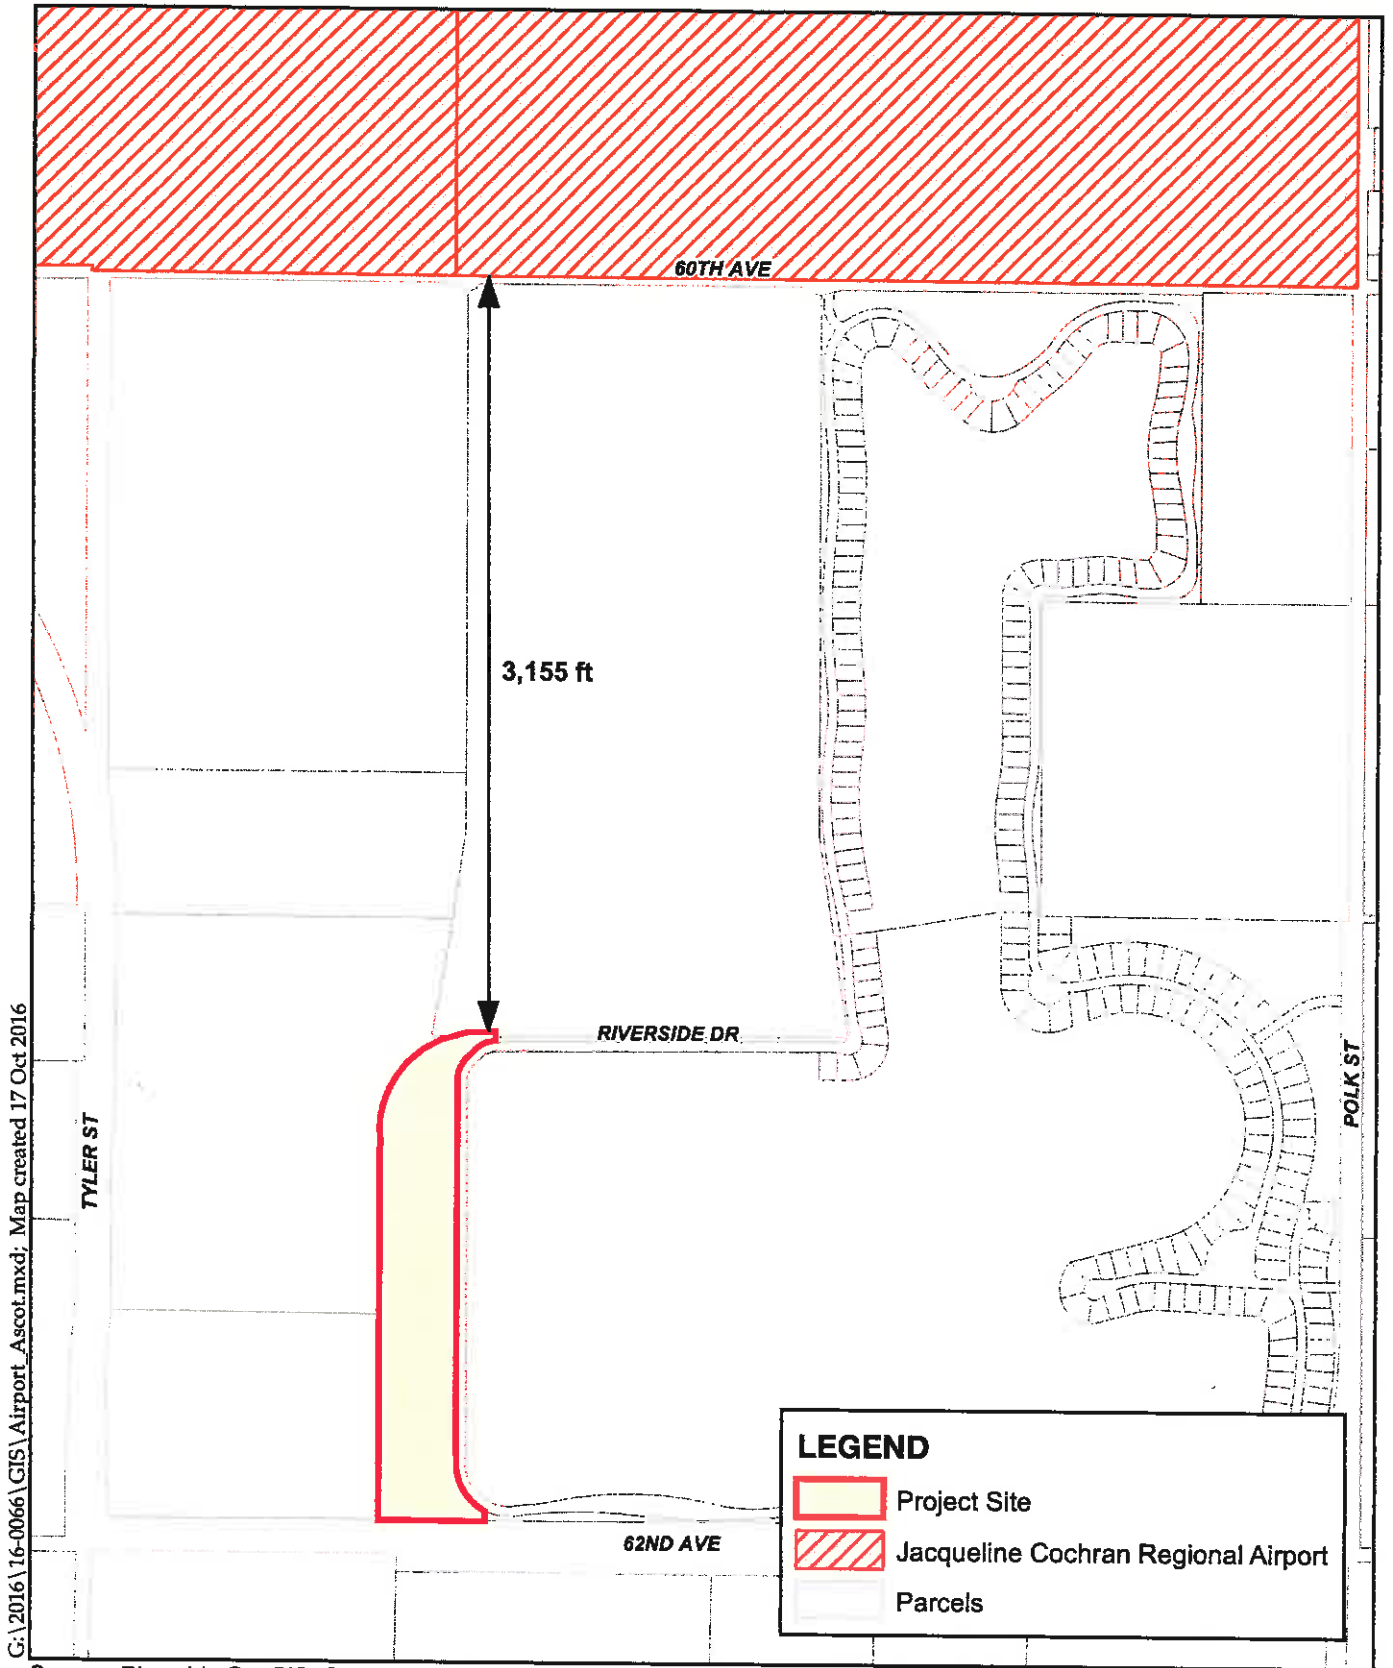 60TH AVE
3,155 ft
RIVERSIDE DR
TYLER ST
POLK ST
62ND AVE
LEGEND
Project Site
Jacqueline Cochran Regional Airport
Parcels
G:\2016\16-0066\GIS\Airport_Ascot.mxd; Map created 17 Oct 2016